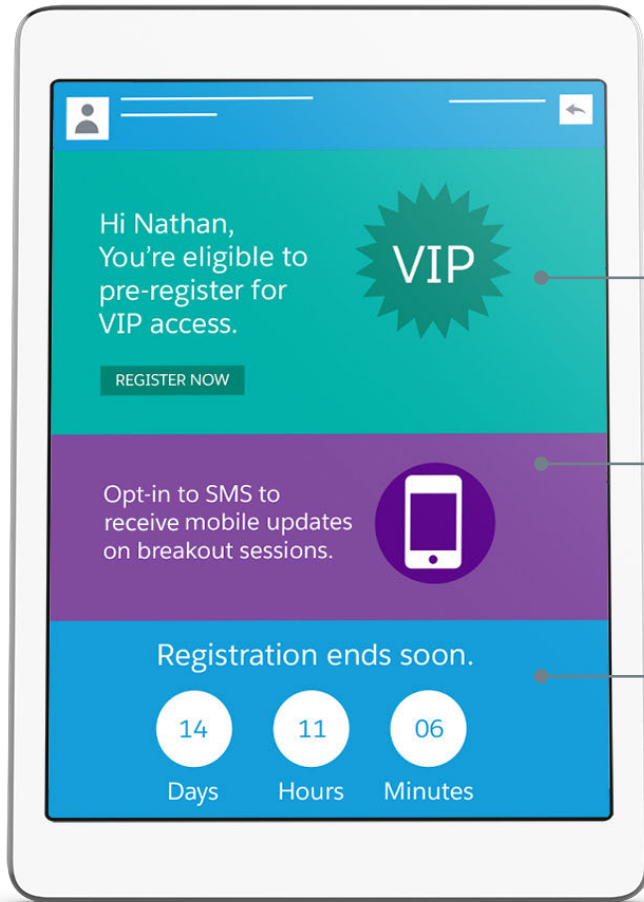 Hi Nathan,
You're eligible to
pre-register for
VIP access.
VIP
REGISTER NOW
Opt-in to SMS to
receive mobile updates
on breakout sessions.
Registration ends soon.
14 11 06
Days Hours Minutes